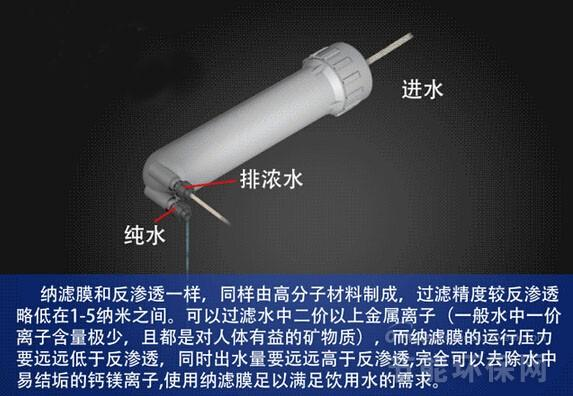 进水
排浓水
纯水
纳滤膜和反渗透一样，同样由高分子材料制成，过滤精度较反渗透
略低在1-5纳米之间。可以过滤水中二价以上金属离子（一般水中一价
离子含量极少，且都是对人体有益的矿物质），而纳滤膜的运行压力
要远远低于反渗透，同时出水量要远远高于反渗透,完全可以去除水中
易结垢的钙镁离子,使用纳滤膜足以满足饮用水的需求。
节能环保网